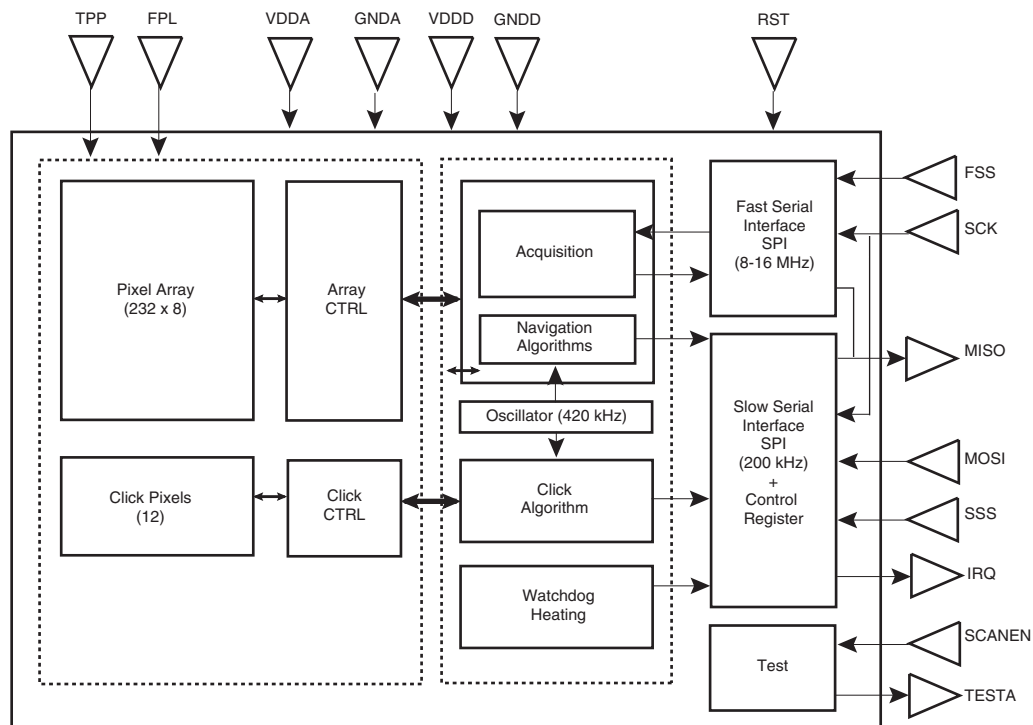 TPP
FPL
VDDA
GNDA
VDDD
GNDD
RST
Pixel Array
(232 x 8)
Array
CTRL
Acquisition
Navigation
Algorithms
Oscillator (420 kHz)
Click Pixels
(12)
Click
CTRL
Click
Algorithm
Watchdog
Heating
Fast Serial
Interface
SPI
(8-16 MHz)
Slow Serial
Interface
SPI
(200 kHz)
+
Control
Register
Test
FSS
SCK
MISO
MOSI
SSS
IRQ
SCANEN
TESTA